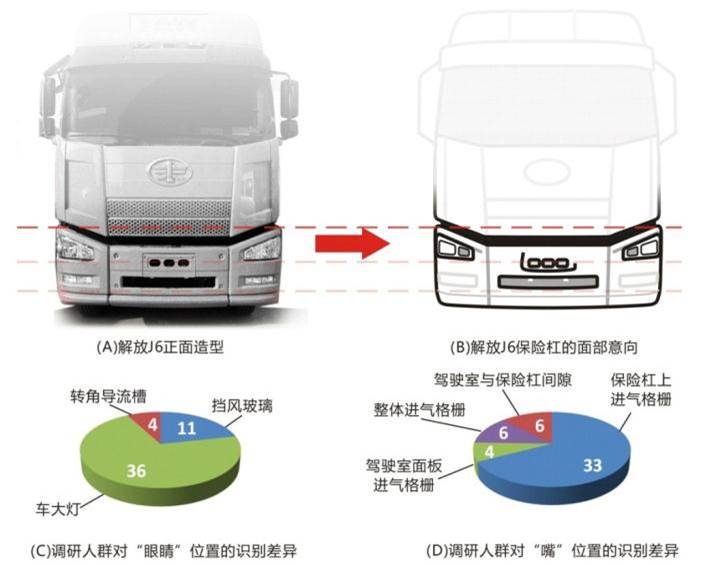 (A)解放J6正面造型
(B)解放J6保险杠的面部意向
转角导流槽
挡风玻璃
4
11
36
车大灯
(C)调研人群对“眼睛”位置的识别差异
驾驶室与保险杠间隙
保险杠上
进气格栅
整体进气格栅
6
6
4
33
驾驶室面板
进气格栅
(D)调研人群对“嘴”位置的识别差异